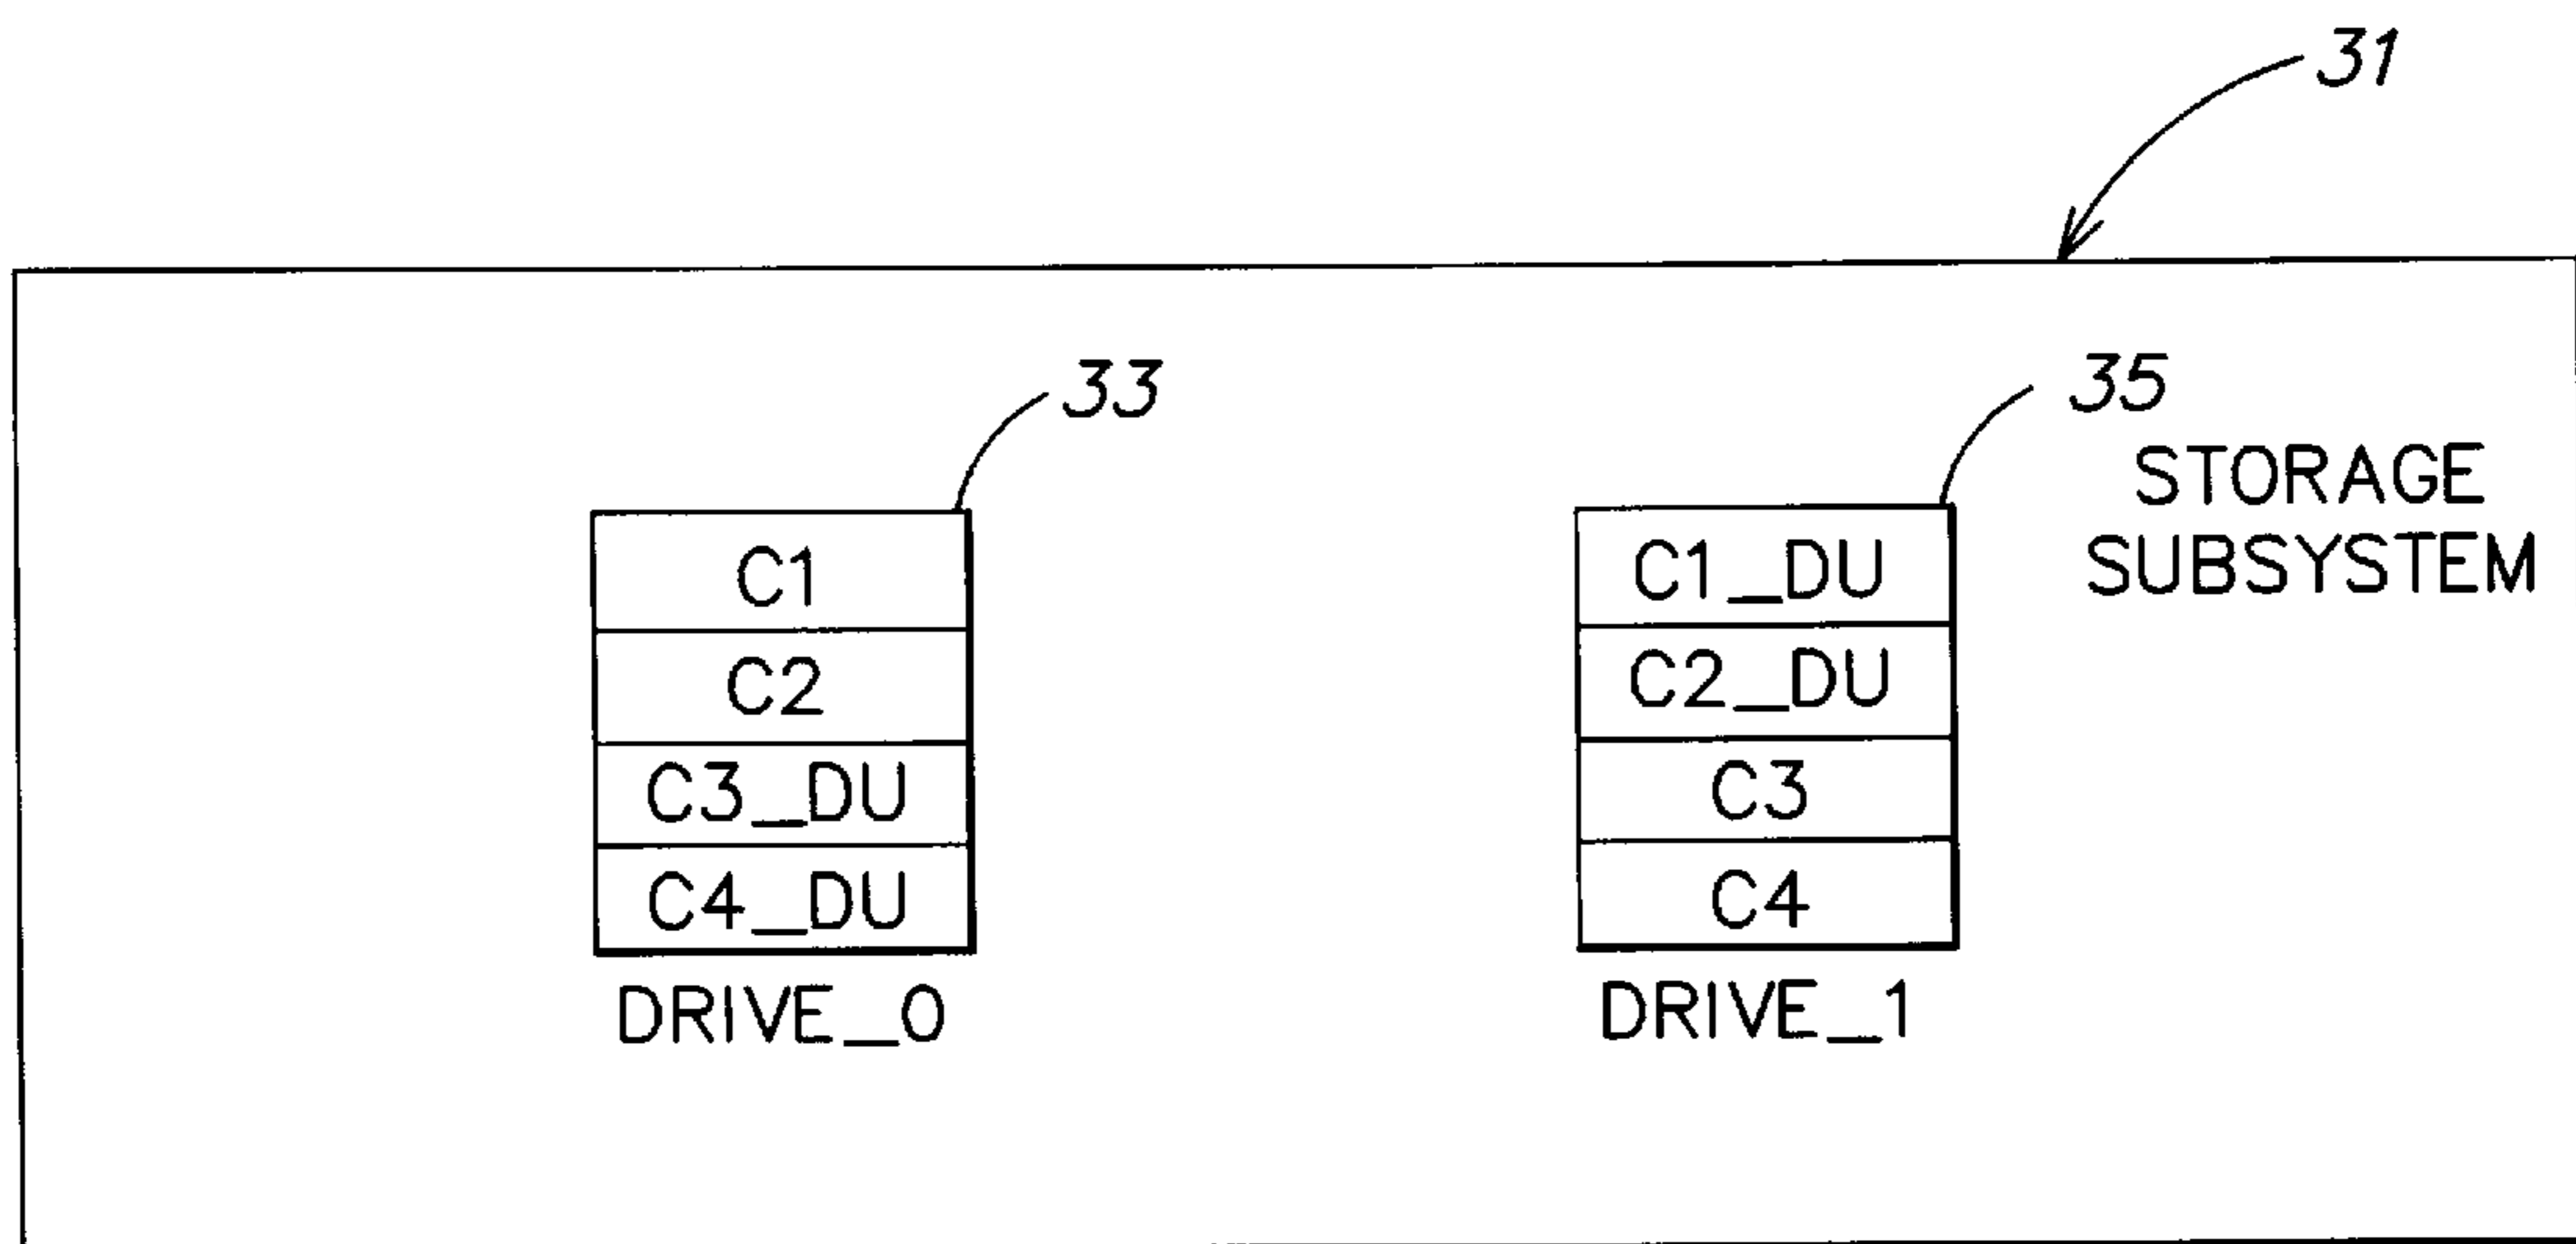 31
33
35
STORAGE
SUBSYSTEM
C1
C2
C3_DU
C4_DU
DRIVE_0
C1_DU
C2_DU
C3
C4
DRIVE_1